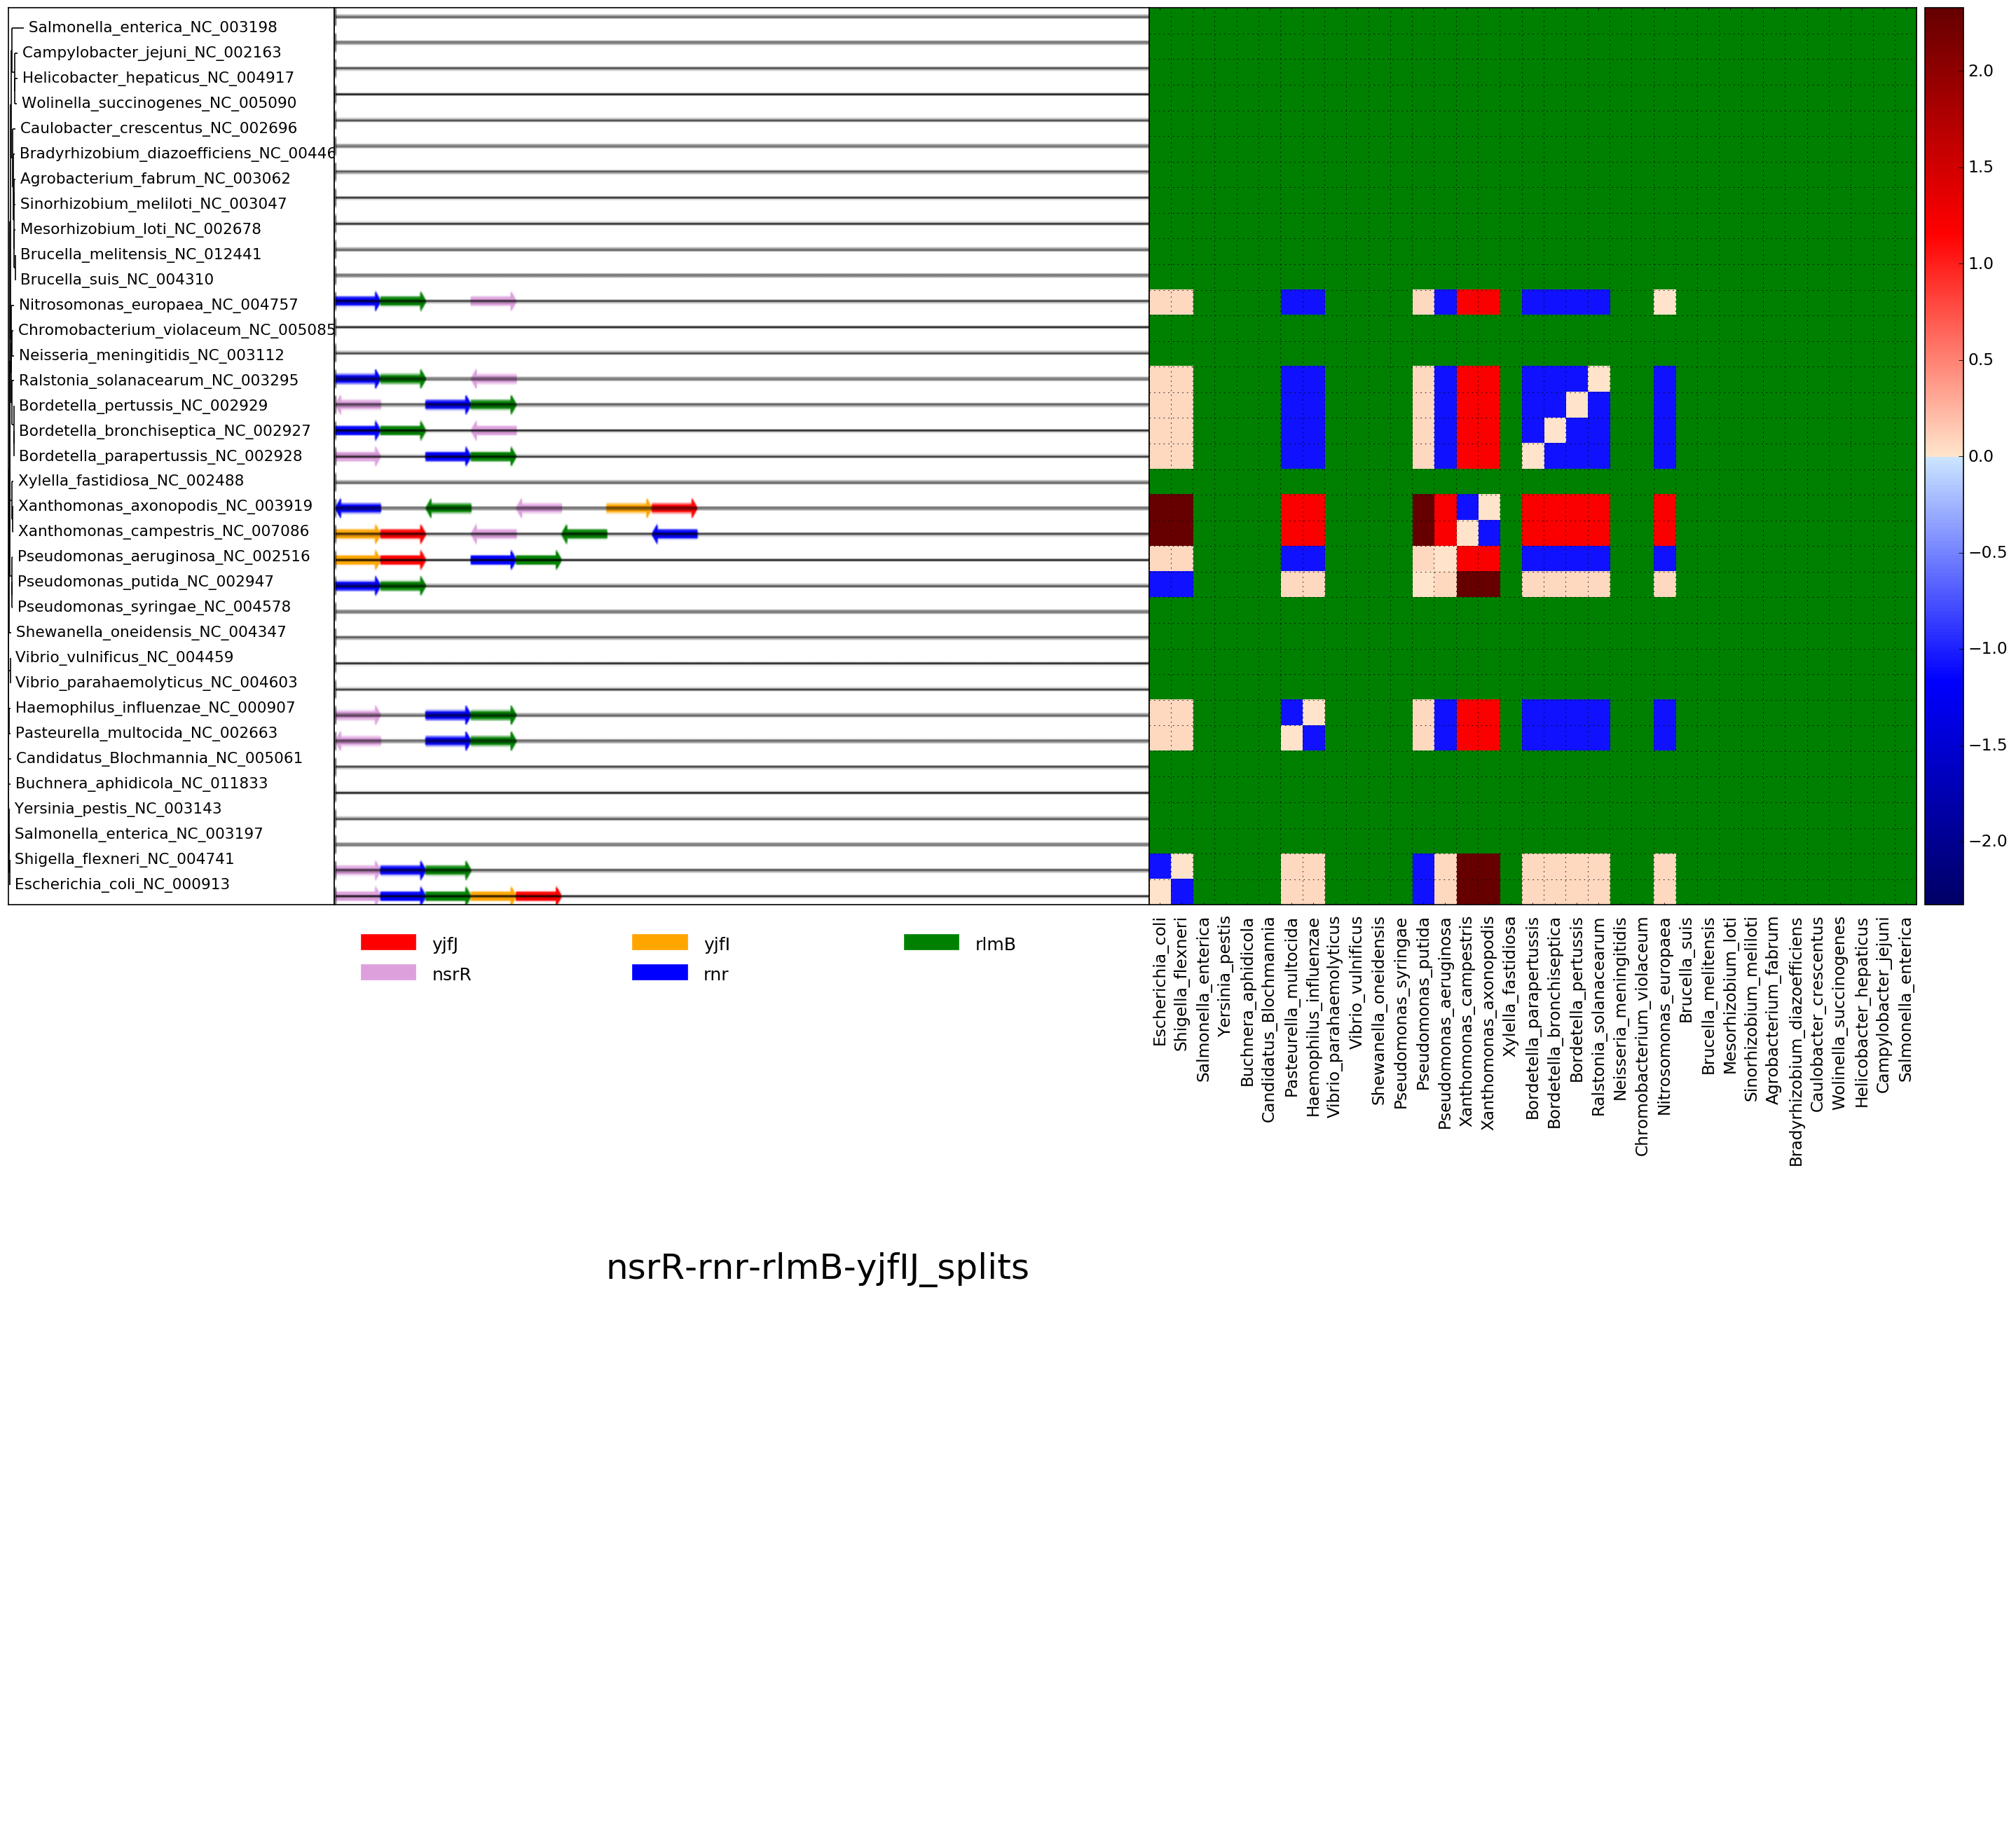 Salmonella_enterica_NC_003198
Campylobacter_jejuni_NC_002163
Helicobacter_hepaticus_NC_004917
Wolinella_succinogenes_NC_005090
Caulobacter_crescentus_NC_002696
Bradyrhizobium_diazoefficiens_NC_00446
Agrobacterium_fabrum_NC_003062
Sinorhizobium_meliloti_NC_003047
Mesorhizobium_loti_NC_002678
Brucella_melitensis_NC_012441
Brucella_suis_NC_004310
Nitrosomonas_europaea_NC_004757
Chromobacterium_violaceum_NC_005085
Neisseria_meningitidis_NC_003112
Ralstonia_solanacearum_NC_003295
Bordetella_pertussis_NC_002929
Bordetella_bronchiseptica_NC_002927
Bordetella_parapertussis_NC_002928
Xylella_fastidiosa_NC_002488
Xanthomonas_axonopodis_NC_003919
Xanthomonas_campestris_NC_007086
Pseudomonas_aeruginosa_NC_002516
Pseudomonas_putida_NC_002947
Pseudomonas_syringae_NC_004578
Shewanella_oneidensis_NC_004347
Vibrio_vulnificus_NC_004459
Vibrio_parahaemolyticus_NC_004603
Haemophilus_influenzae_NC_000907
Pasteurella_multocida_NC_002663
Candidatus_Blochmannia_NC_005061
Buchnera_aphidicola_NC_011833
Yersinia_pestis_NC_003143
Salmonella_enterica_NC_003197
Shigella_flexneri_NC_004741
Escherichia_coli_NC_000913
2.0
1.5
1.0
0.5
0.0
−0.5
−1.0
−1.5
−2.0
yjfJ
yjfI
rlmB
nsrR
rnr
Escherichia_coli
Shigella_flexneri
Salmonella_enterica
Yersinia_pestis
Buchnera_aphidicola
Candidatus_Blochmannia
Pasteurella_multocida
Haemophilus_influenzae
Vibrio_parahaemolyticus
Vibrio_vulnificus
Shewanella_oneidensis
Pseudomonas_syringae
Pseudomonas_putida
Pseudomonas_aeruginosa
Xanthomonas_campestris
Xanthomonas_axonopodis
Xylella_fastidiosa
Bordetella_parapertussis
Bordetella_bronchiseptica
Bordetella_pertussis
Ralstonia_solanacearum
Neisseria_meningitidis
Chromobacterium_violaceum
Nitrosomonas_europaea
Brucella_suis
Brucella_melitensis
Mesorhizobium_loti
Sinorhizobium_meliloti
Agrobacterium_fabrum
Bradyrhizobium_diazoefficiens
Caulobacter_crescentus
Wolinella_succinogenes
Helicobacter_hepaticus
Campylobacter_jejuni
Salmonella_enterica
nsrR-rnr-rlmB-yjfIJ_splits